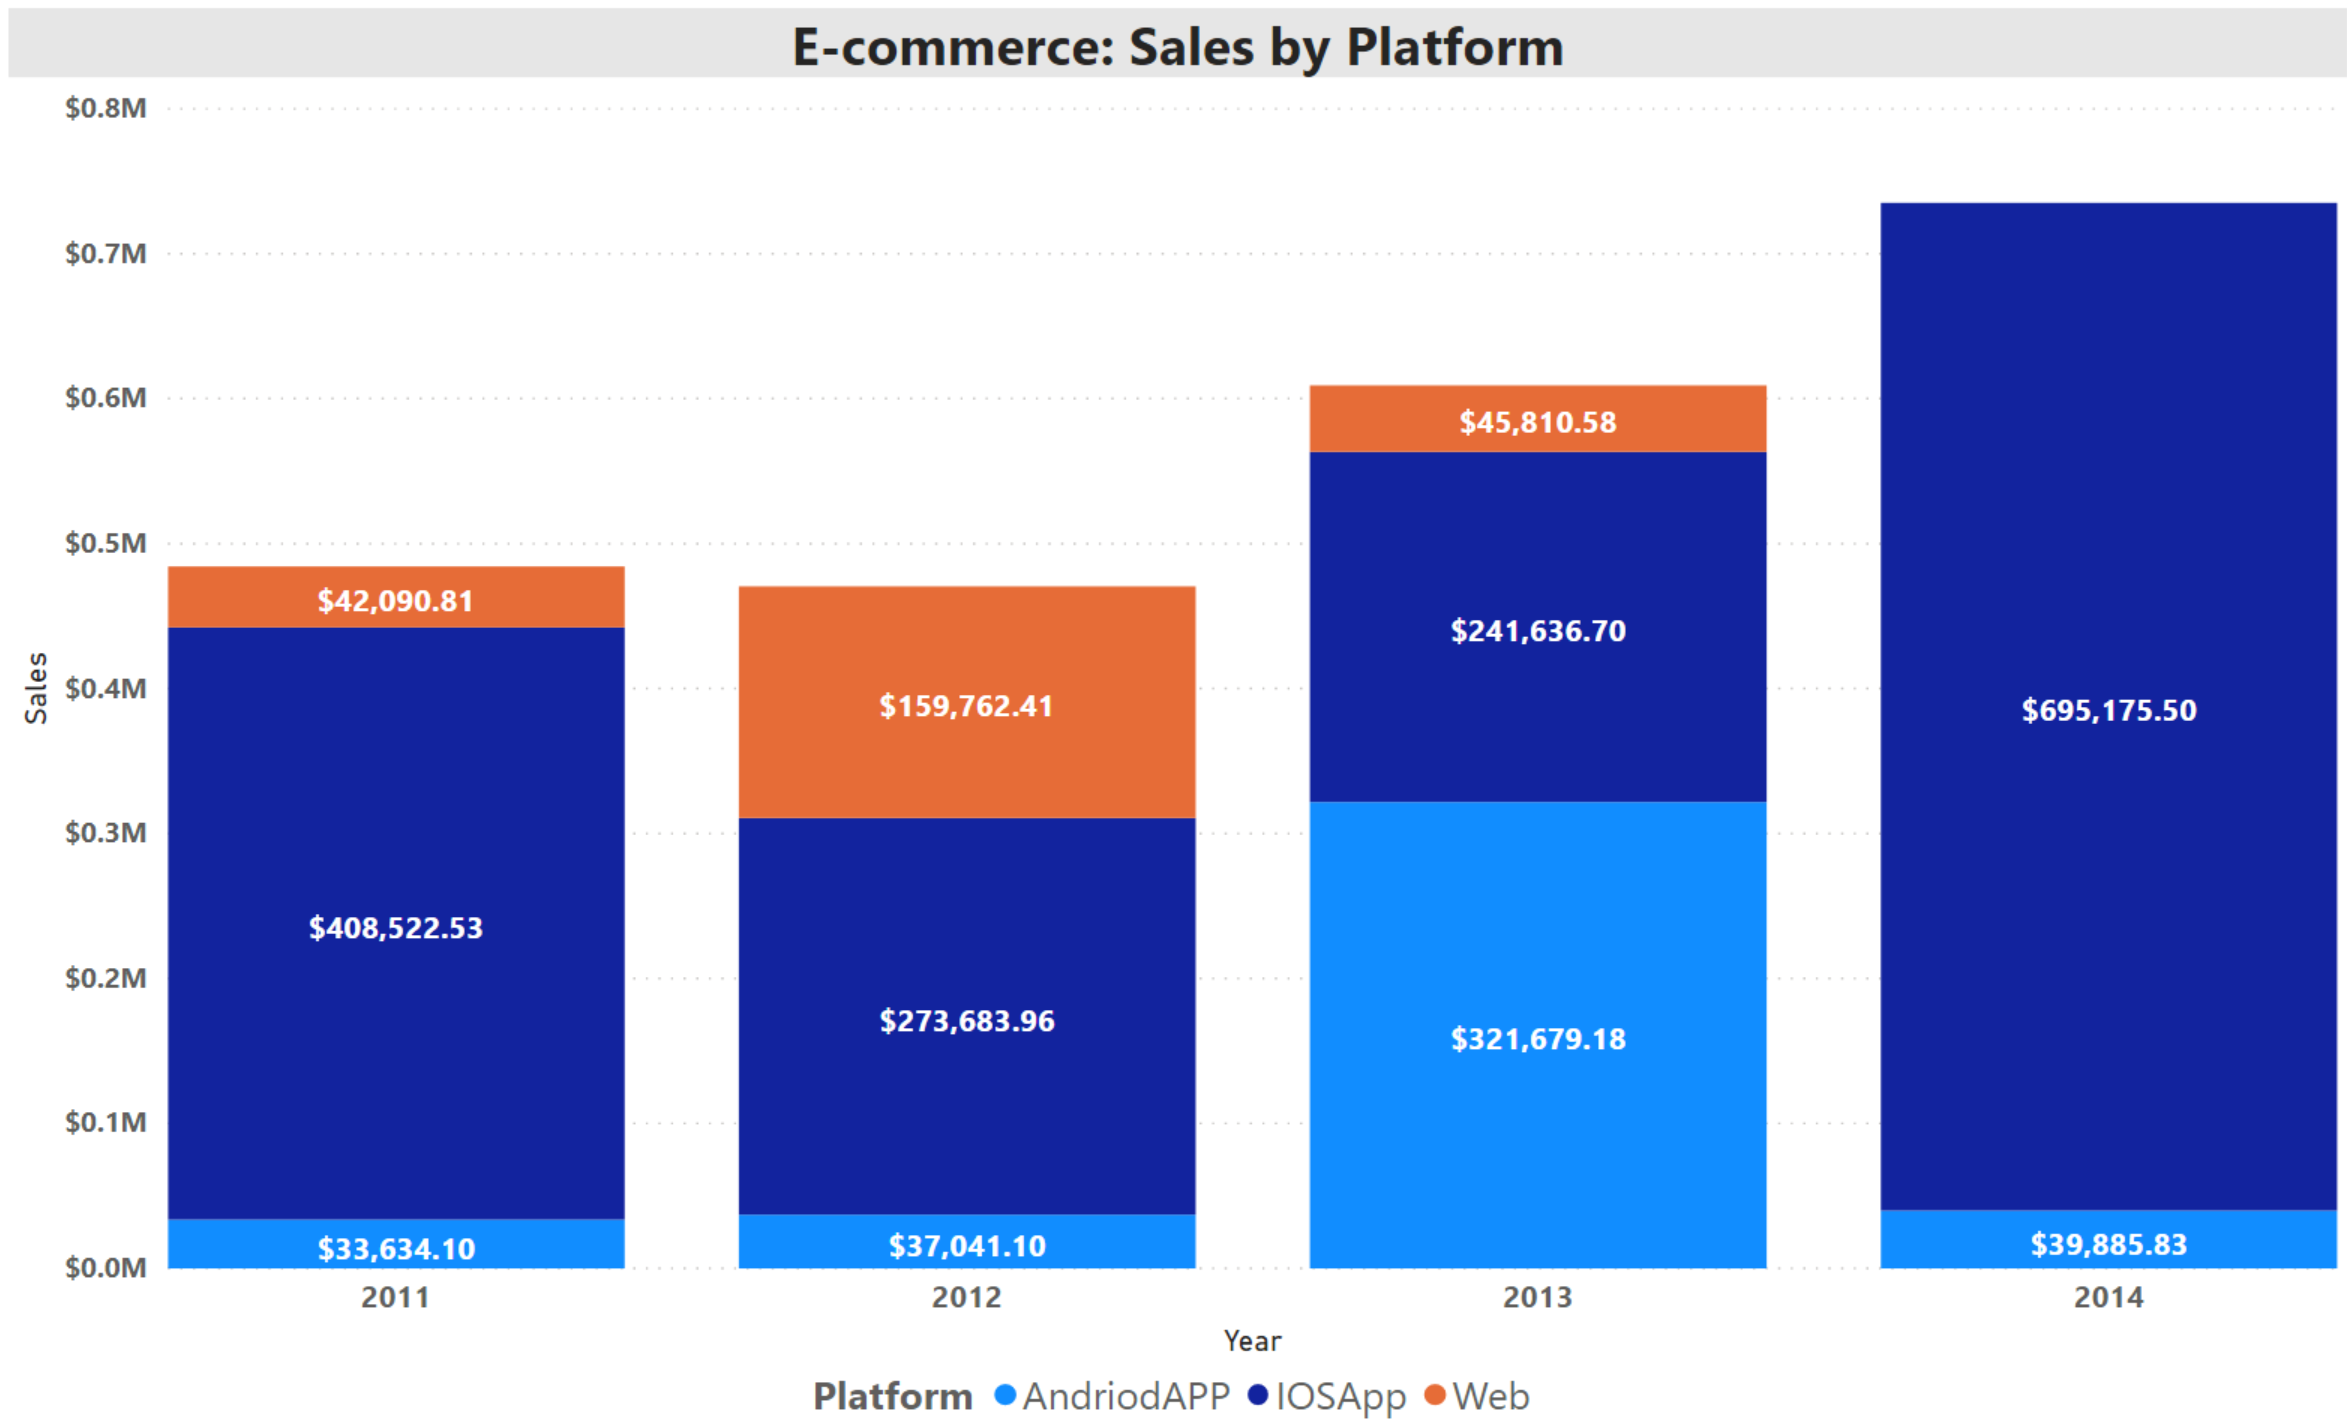 E-commerce: Sales by Platform
$0.8M
$0.7M
$0.6M
$0.5M
$0.4M
$0.3M
$0.2M
$0.1M
$0.0M
Sales
$42,090.81
$408,522.53
$33,634.10
$159,762.41
$273,683.96
$37,041.10
$45,810.58
$241,636.70
$321,679.18
$695,175.50
$39,885.83
2011 2012 2013 2014
Year
Platform AndriodAPP IOSApp Web